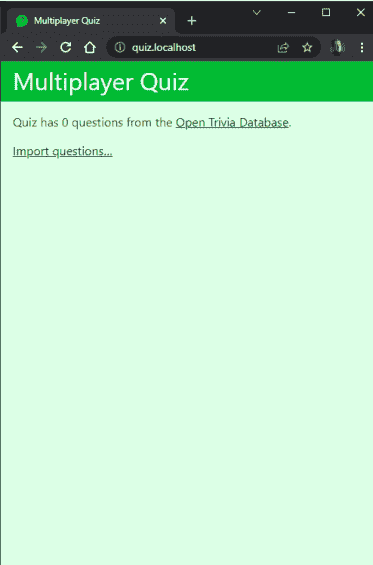 Multiplayer Quiz
quiz.localhost
Multiplayer Quiz
Quiz has 0 questions from the Open Trivia Database.
Import questions...